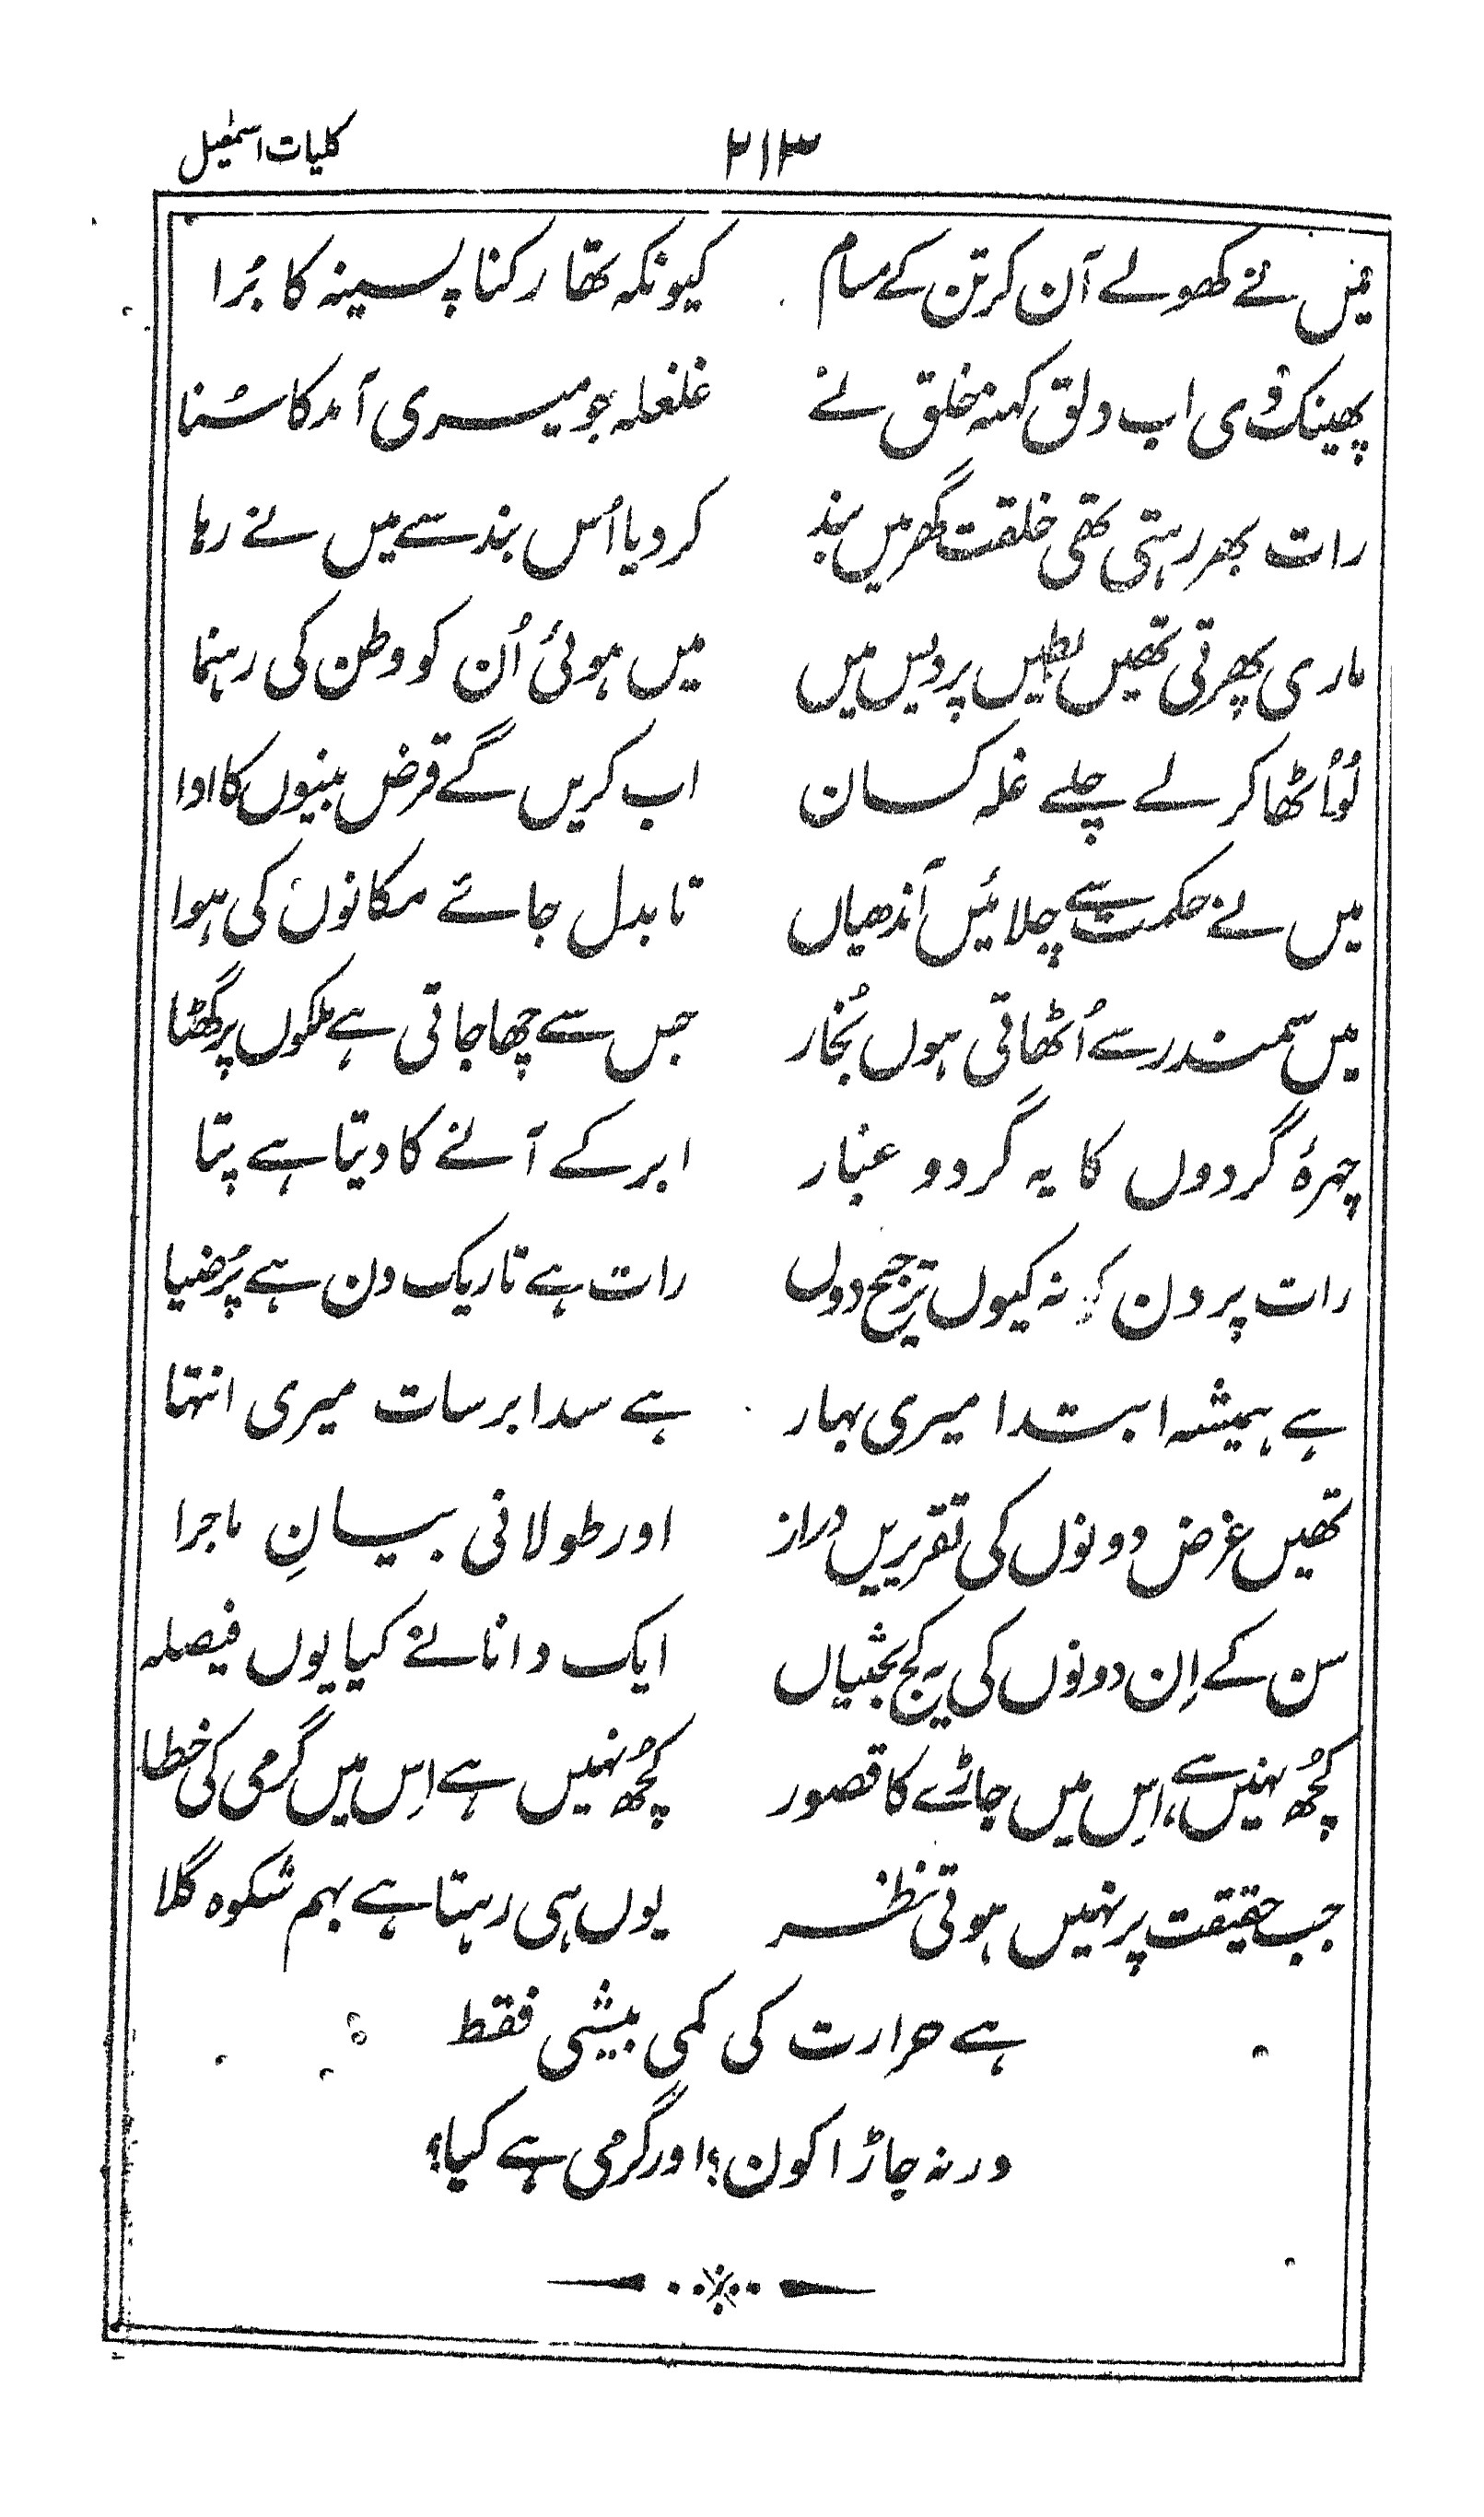 کلیات اسمٰعیل ۲۱۳
میں نے کھولے آن کر تن کے مسام کیونکہ تھا رکنا پسینہ کا بُرا
پھینک دی اب دلق کہنہ خلق نے غلغلہ جو میری آمد کا سُنا
رات بھر رہتی تھی خلقت گھر میں بند کر دیا اُس بند سے میں نے رہا
ماری پھرتی تھیں بطیں پردیس میں میں ہوئی اُن کو وطن کی رہنما
لو اُٹھا کر لے چلے غلہ کسان اب کریں گے قرض بنیوں کا ادا
میں نے حکمت سے چلائیں آندھیاں تا بدل جائے مکانوں کی ہوا
میں سمندر سے اُٹھاتی ہوں بُخار جس سے چھا جاتی ہے ملکوں پر گھٹا
چہرۂ گردوں کا یہ گرد و غبار ابر کے آنے کا دیتا ہے پتا
رات پر دن کو نہ کیوں ترجیح دوں رات ہے تاریک دن ہے پُرضیا
ہے ہمیشہ ابتدا میری بہار ہے سدا برسات میری انتہا
تھیں غرض دونوں کی تقریریں دراز اور طولانی بیانِ ماجرا
سن کے اِن دونوں کی یہ کج بحثیاں ایک دانا نے کیا یوں فیصلہ
کُچھ نہیں ہے، اِس میں جاڑے کا قصور کُچھ نہیں ہے اِس میں گرمی کی خطا
جب حقیقت پر نہیں ہوتی نظر یوں ہی رہتا ہے بہم شکوہ گلا
ہے حرارت کی کمی بیشی فقط
ورنہ جاڑا کون؟ اور گرمی ہے کیا؟